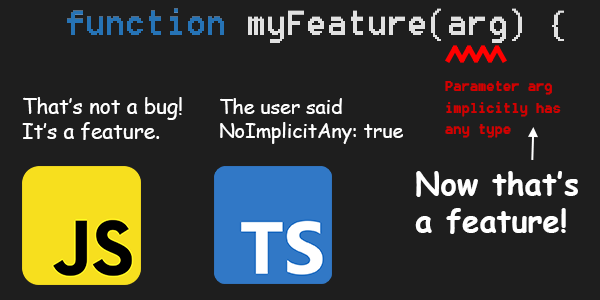 function myFeature(arg) {
Parameter arg
implicitly has
any type
That's not a bug!
It's a feature.
The user said
NoImplicitAny: true
Now that's
a feature!
JS
TS